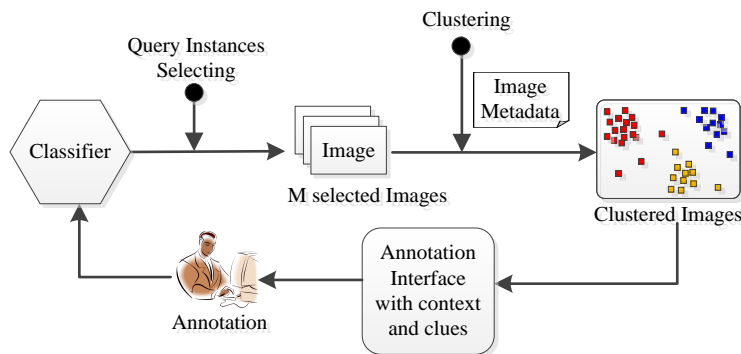 Query Instances
Selecting
Clustering
Image
Metadata
Classifier
Image
M selected Images
Clustered Images
Annotation
Interface
with context
and clues
Annotation